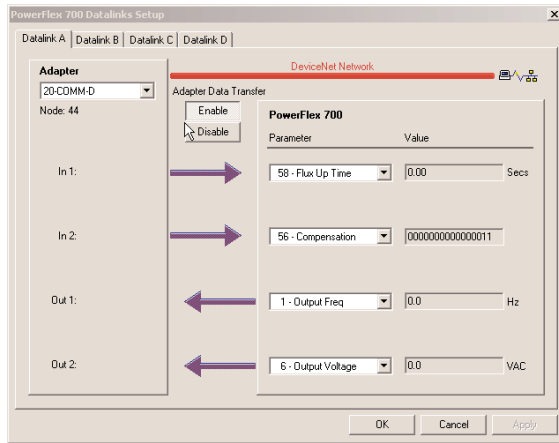 PowerFlex 700 Datalinks Setup
Datalink A Datalink B Datalink C Datalink D
Adapter
20-COMM-D
Node: 44
DeviceNet Network
Adapter Data Transfer
Enable
Disable
PowerFlex 700
Parameter Value
In 1: 58 - Flux Up Time 0.00 Secs
In 2: 56 - Compensation 0000000000000011
Out 1: 1 - Output Freq 0.0 Hz
Out 2: 6 - Output Voltage 0.0 VAC
OK Cancel Apply